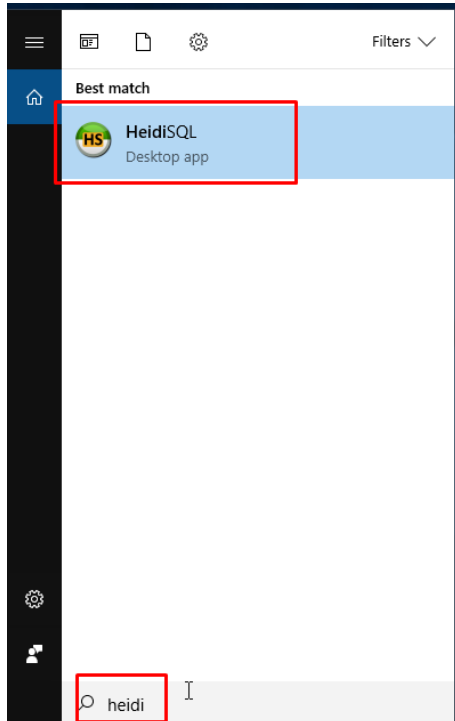 Filters
Best match
HS
HeidiSQL
Desktop app
heidi